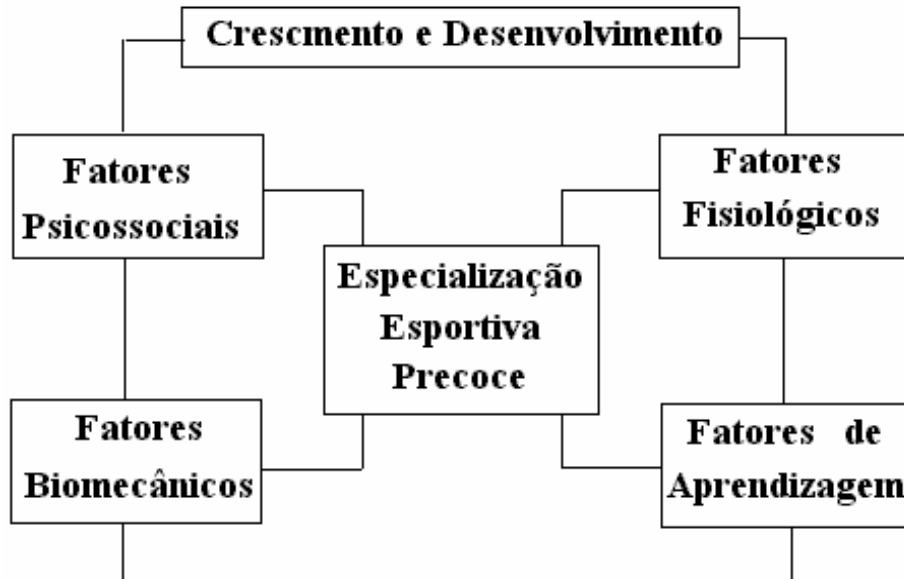 Crescmento e Desenvolvimento
Fatores
Psicossociais
Fatores
Fisiológicos
Especialização
Esportiva
Precoce
Fatores
Biomecânicos
Fatores de
Aprendizagem